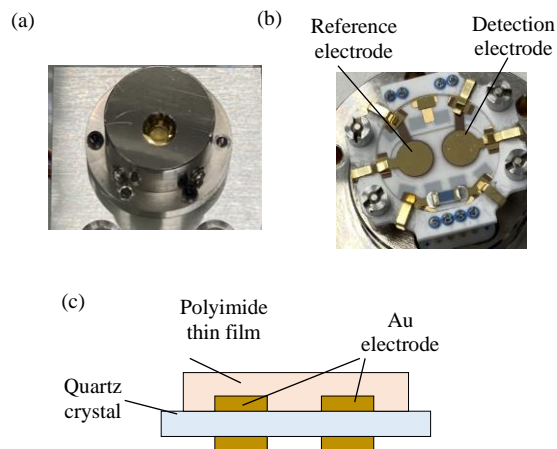 (a)
(b)
Reference
electrode
Detection
electrode
(c)
Polyimide
thin film
Au
electrode
Quartz
crystal